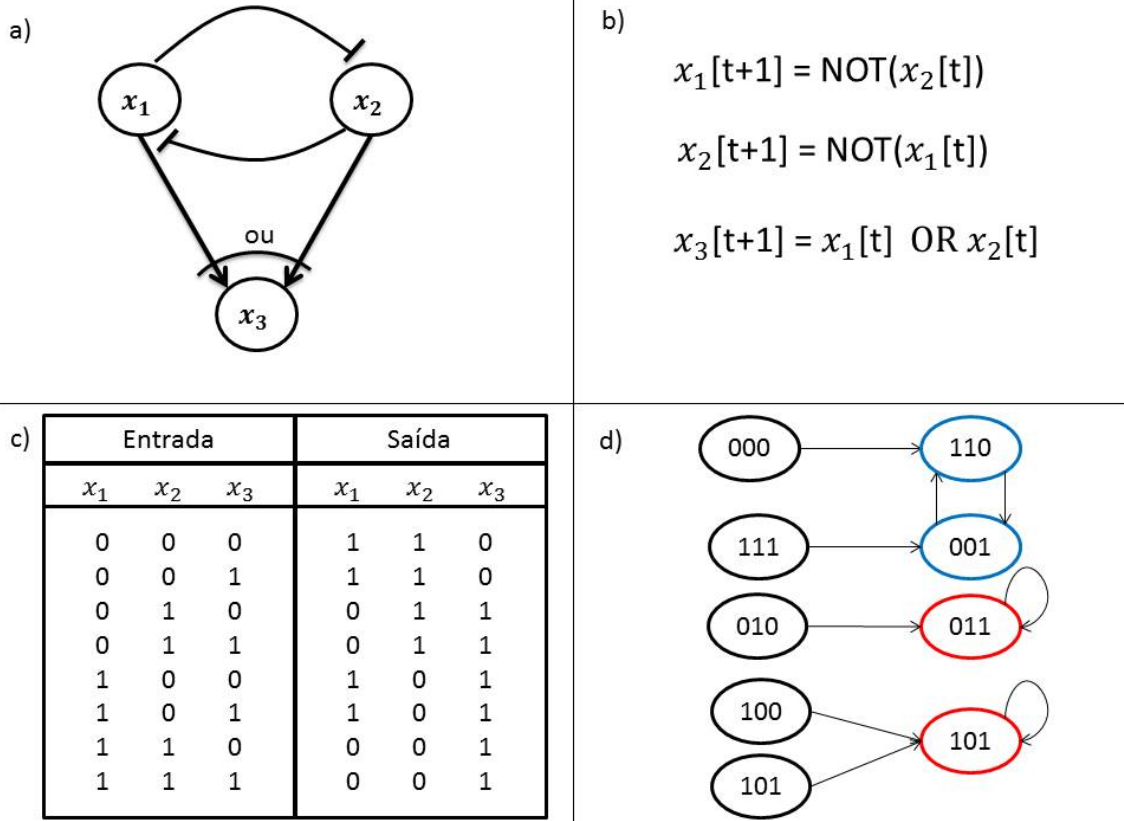 a)
x₁ x₂
ou
x₃
b)
x₁[t+1] = NOT(x₂[t])
x₂[t+1] = NOT(x₁[t])
x₃[t+1] = x₁[t] OR x₂[t]
c)
Entrada Saída
x₁ x₂ x₃ x₁ x₂ x₃
0 0 0 1 1 0
0 0 1 1 1 0
0 1 0 0 1 1
0 1 1 0 1 1
1 0 0 1 0 1
1 0 1 1 0 1
1 1 0 0 0 1
1 1 1 0 0 1
d)
000 110
111 001
010 011
100
101
101